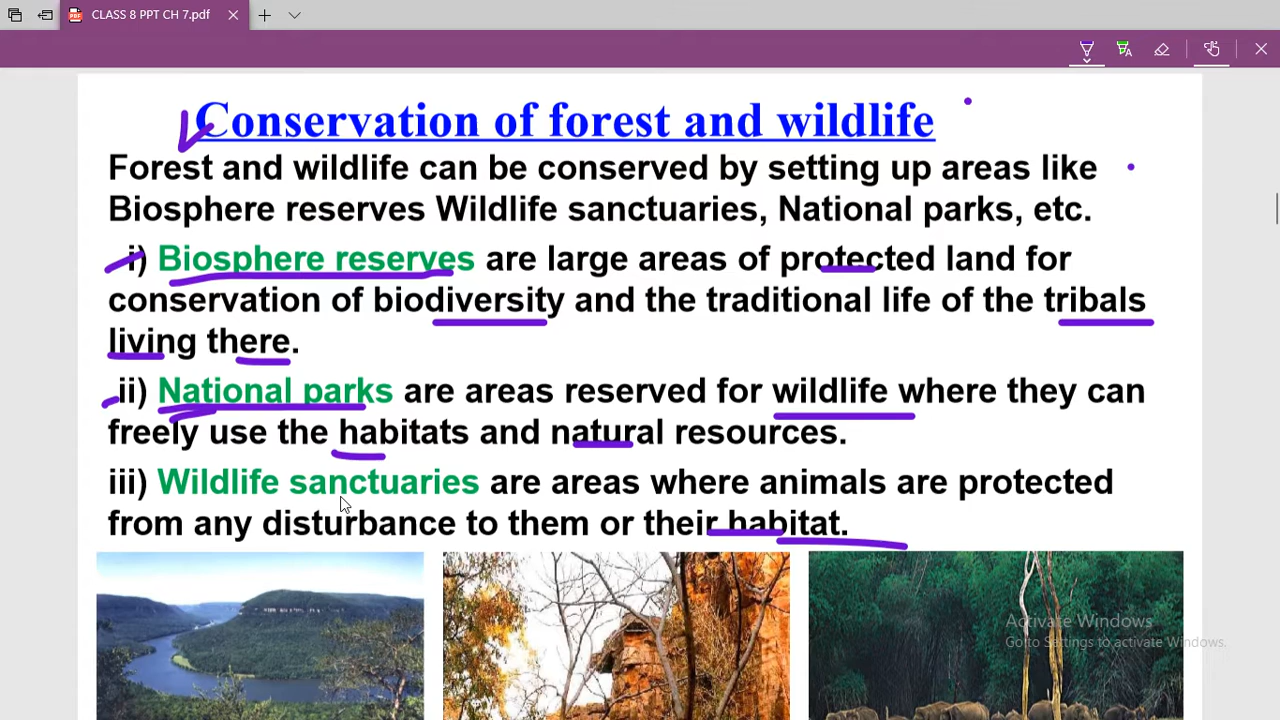 CLASS 8 PPT CH 7.pdf
Conservation of forest and wildlife
Forest and wildlife can be conserved by setting up areas like
Biosphere reserves Wildlife sanctuaries, National parks, etc.
i) Biosphere reserves are large areas of protected land for
conservation of biodiversity and the traditional life of the tribals
living there.
ii) National parks are areas reserved for wildlife where they can
freely use the habitats and natural resources.
iii) Wildlife sanctuaries are areas where animals are protected
from any disturbance to them or their habitat.
Activate Windows
Go to Settings to activate Windows.